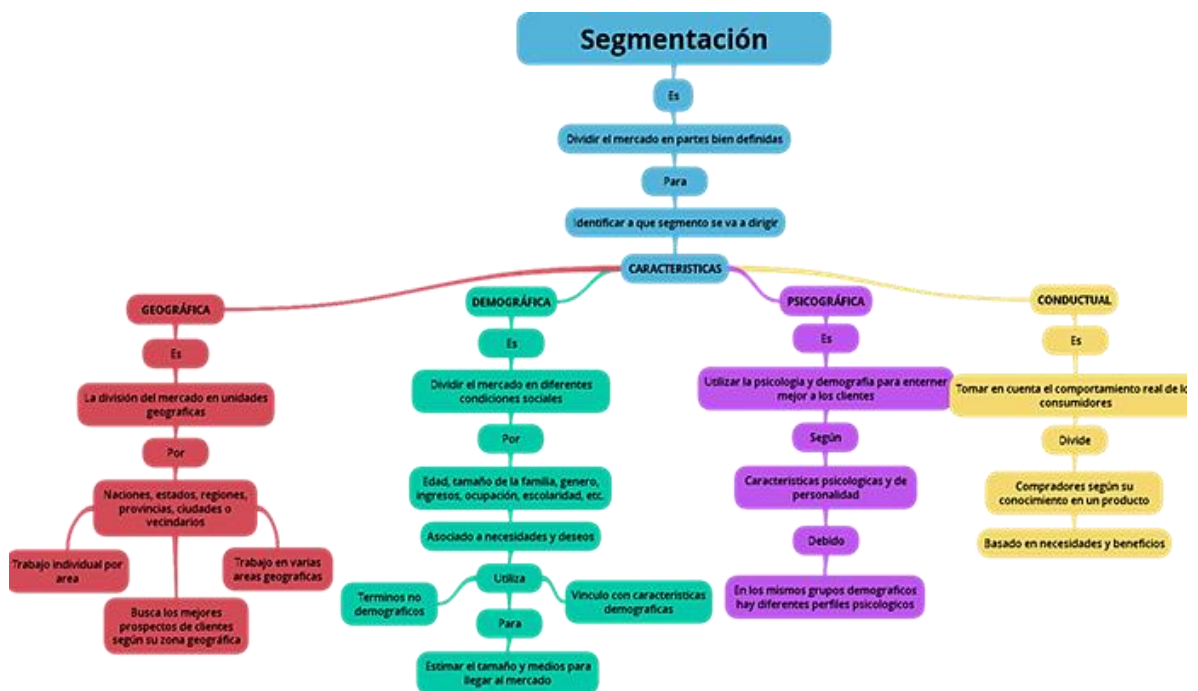 Segmentación
Es
Dividir el mercado en partes bien definidas
Para
Identificar a que segmento se va a dirigir
CARACTERISTICAS
GEOGRÁFICA
Es
La división del mercado en unidades
geograficas
Por
Naciones, estados, regiones,
provincias, ciudades o
vecindarios
Trabajo individual por
area
Busca los mejores
prospectos de clientes
según su zona geográfica
Trabajo en varias
areas geograficas
DEMOGRÁFICA
Es
Dividir el mercado en diferentes
condiciones sociales
Por
Edad, tamaño de la familia, genero,
ingresos, ocupación, escolaridad, etc.
Asociado a necesidades y deseos
Utiliza
Terminos no
demograficos
Vinculo con caracteristicas
demograficas
Para
Estimar el tamaño y medios para
llegar al mercado
PSICOGRÁFICA
Es
Utilizar la psicologia y demografia para enterner
mejor a los clientes
Según
Caracteristicas psicologicas y de
personalidad
Debido
En los mismos grupos demograficos
hay diferentes perfiles psicologicos
CONDUCTUAL
Es
Tomar en cuenta el comportamiento real de
consumidores
Divide
Compradores según su
conocimiento en un producto
Basado en necesidades y beneficios